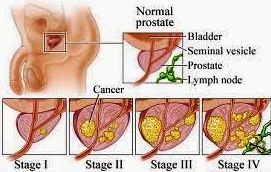 Normal
prostate
Bladder
Seminal vesicle
Prostate
Lymph node
Cancer
Stage I
Stage II
Stage III
Stage IV